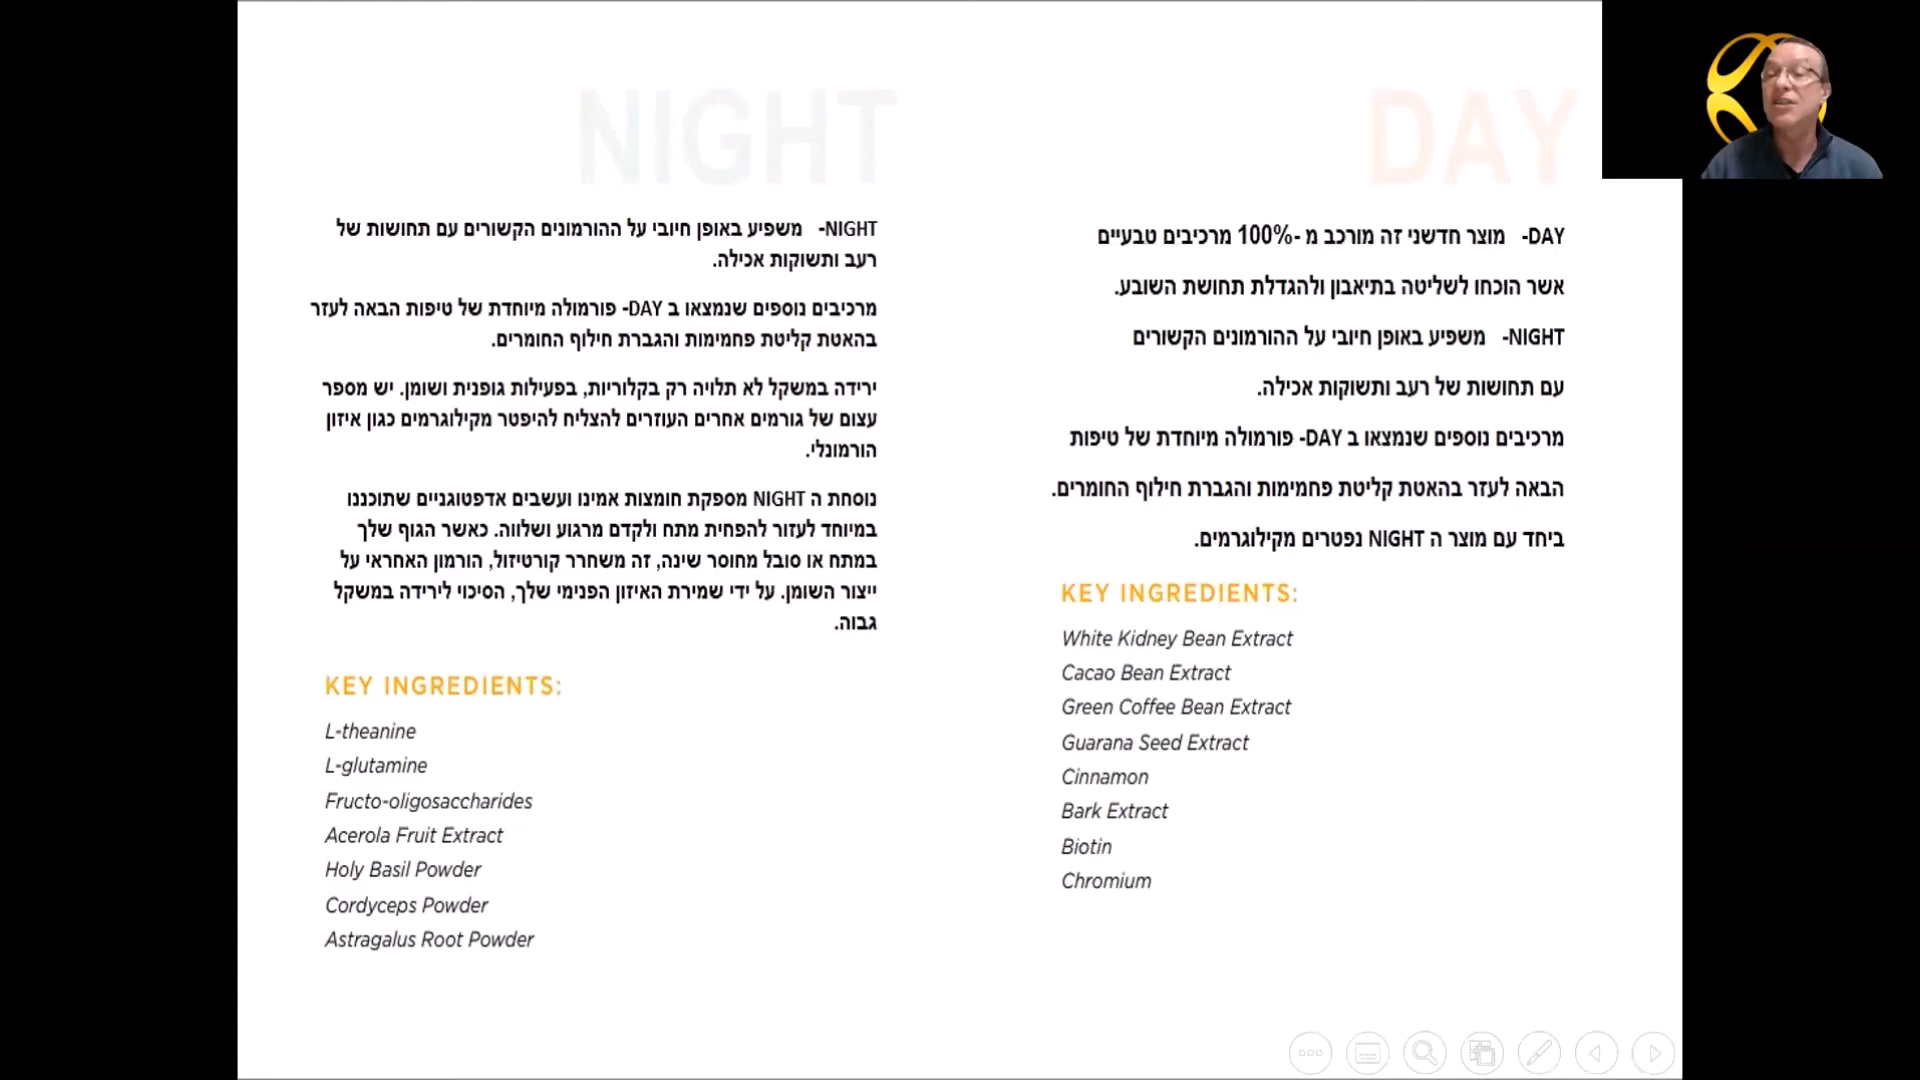 DAY
DAY- מוצר חדשני זה מורכב מ -100% מרכיבים טבעיים
אשר הוכחו לשליטה בתיאבון ולהגדלת תחושת השובע.
NIGHT- משפיע באופן חיובי על ההורמונים הקשורים
עם תחושות של רעב ותשוקות אכילה.
מרכיבים נוספים שנמצאו ב DAY- פורמולה מיוחדת של טיפות
הבאה לעזר בהאטת קליטת פחמימות והגברת חילוף החומרים.
ביחד עם מוצר ה NIGHT נפטרים מקילוגרמים.
KEY INGREDIENTS:
White Kidney Bean Extract
Cacao Bean Extract
Green Coffee Bean Extract
Guarana Seed Extract
Cinnamon
Bark Extract
Biotin
Chromium
NIGHT
NIGHT- משפיע באופן חיובי על ההורמונים הקשורים עם תחושות של
רעב ותשוקות אכילה.
מרכיבים נוספים שנמצאו ב DAY- פורמולה מיוחדת של טיפות הבאה לעזר
בהאטת קליטת פחמימות והגברת חילוף החומרים.
ירידה במשקל לא תלויה רק בקלוריות, בפעילות גופנית ושומן. יש מספר
עצום של גורמים אחרים העוזרים להצליח להיפטר מקילוגרמים כגון איזון
הורמונלי.
נוסחת ה NIGHT מספקת חומצות אמינו ועשבים אדפטוגניים שתוכננו
במיוחד לעזור להפחית מתח ולקדם מרגוע ושלווה. כאשר הגוף שלך
במתח או סובל מחוסר שינה, זה משחרר קורטיזול, הורמון האחראי על
ייצור השומן. על ידי שמירת האיזון הפנימי שלך, הסיכוי לירידה במשקל
גבוה.
KEY INGREDIENTS:
L-theanine
L-glutamine
Fructo-oligosaccharides
Acerola Fruit Extract
Holy Basil Powder
Cordyceps Powder
Astragalus Root Powder